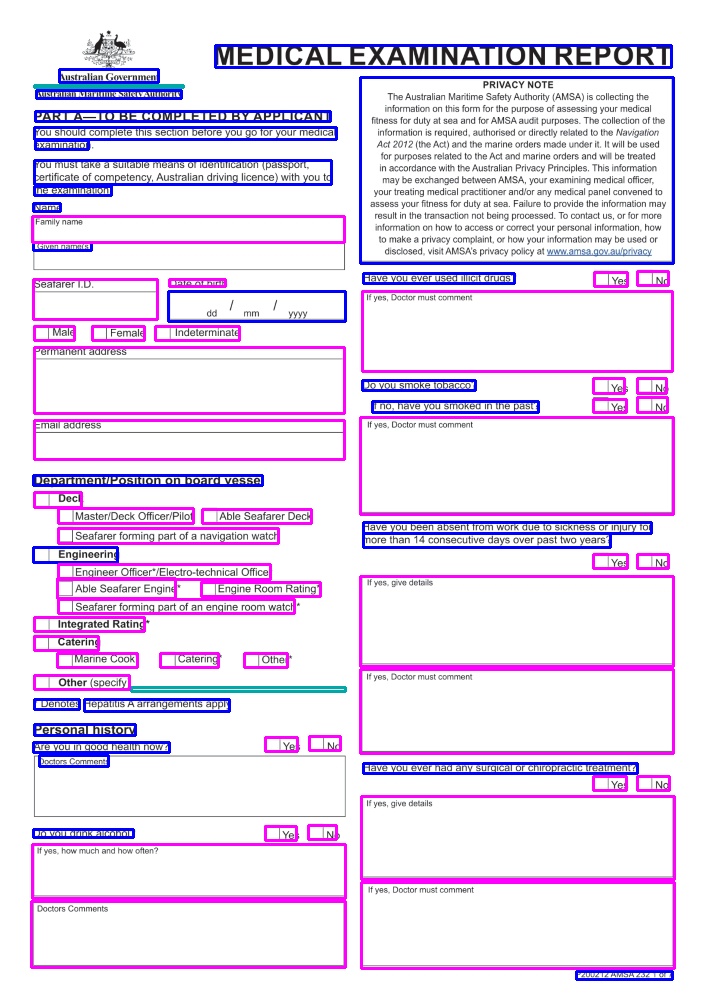 Australian Government
Australian Maritime Safety Authority
MEDICAL EXAMINATION REPORT
PART A—TO BE COMPLETED BY APPLICANT
You should complete this section before you go for your medical
examination.
You must take a suitable means of identification (passport,
certificate of competency, Australian driving licence) with you to
the examination.
Name
Family name
Given name(s)
Seafarer I.D.
Date of birth
dd / mm / yyyy
Male Female Indeterminate
Permanent address
Email address
Department/Position on board vessel
Deck
Master/Deck Officer/Pilot Able Seafarer Deck
Seafarer forming part of a navigation watch
Engineering
Engineer Officer*/Electro-technical Officer
Able Seafarer Engine* Engine Room Rating*
Seafarer forming part of an engine room watch*
Integrated Rating*
Catering
Marine Cook Catering* Other*
Other (specify
* Denotes Hepatitis A arrangements apply
Personal history
Are you in good health now? Yes No
Doctors Comments
Do you drink alcohol Yes No
If yes, how much and how often?
Doctors Comments
PRIVACY NOTE
The Australian Maritime Safety Authority (AMSA) is collecting the
information on this form for the purpose of assessing your medical
fitness for duty at sea and for AMSA audit purposes. The collection of the
information is required, authorised or directly related to the Navigation
Act 2012 (the Act) and the marine orders made under it. It will be used
for purposes related to the Act and marine orders and will be treated
in accordance with the Australian Privacy Principles. This information
may be exchanged between AMSA, your examining medical officer,
your treating medical practitioner and/or any medical panel convened to
assess your fitness for duty at sea. Failure to provide the information may
result in the transaction not being processed. To contact us, or for more
information on how to access or correct your personal information, how
to make a privacy complaint, or how your information may be used or
disclosed, visit AMSA's privacy policy at www.amsa.gov.au/privacy
Have you ever used illicit drugs Yes No
If yes, Doctor must comment
Do you smoke tobacco? Yes No
If no, have you smoked in the past? Yes No
If yes, Doctor must comment
Have you been absent from work due to sickness or injury for
more than 14 consecutive days over past two years?
Yes No
If yes, give details
If yes, Doctor must comment
Have you ever had any surgical or chiropractic treatment?
Yes No
If yes, give details
If yes, Doctor must comment
AMSA 232 1 of